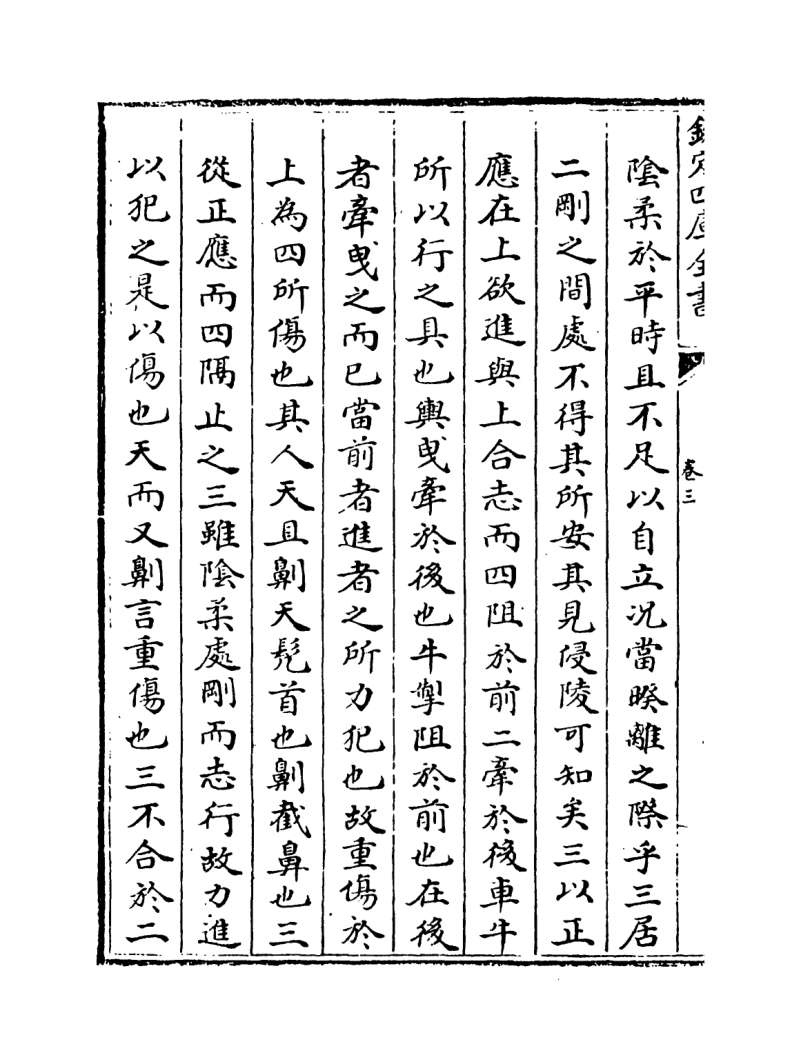 欽定四庫全書
卷三
陰柔於平時且不足以自立况當暌離之際乎三居
二剛之間處不得其所安其見侵陵可知矣三以正
應在上欲進與上合志而四阻於前二牽於後車牛
所以行之具也輿曵牽於後也牛掣阻於前也在後
者牽曵之而已當前者進者之所力犯也故重傷於
上為四所傷也其人天且劓天髠首也劓截鼻也三
從正應而四隔止之三雖陰柔處剛而志行故力進
以犯之是以傷也天而又劓言重傷也三不合於二